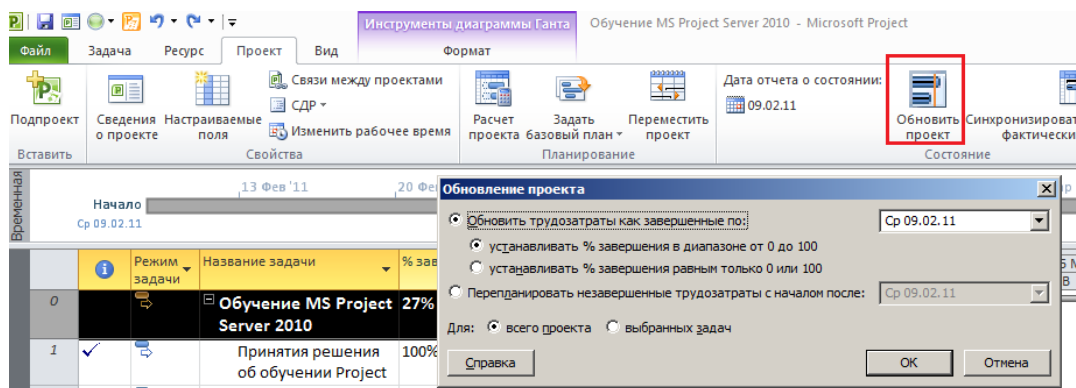 Инструменты диаграммы Ганта
Обучение MS Project Server 2010 - Microsoft Project
Файл Задача Ресурс Проект Вид Формат
Подпроект
Сведения о проекте
Настраиваемые поля
Связи между проектами
СДР
Изменить рабочее время
Расчет проекта
Задать базовый план
Переместить проект
Дата отчета о состоянии:
09.02.11
Обновить проект
Вставить Свойства Планирование Состояние
Временная
13 Фев '11
Начало
Ср 09.02.11
Обновление проекта
Обновить трудозатраты как завершенные по: Ср 09.02.11
устанавливать % завершения в диапазоне от 0 до 100
устанавливать % завершения равным только 0 или 100
Перепланировать незавершенные трудозатраты с началом после: Ср 09.02.11
Для: всего проекта выбранных задач
Справка ОК Отмена
Режим задачи
Название задачи
0 Обучение MS Project Server 2010 27%
1 Принятия решения об обучении Project 100%